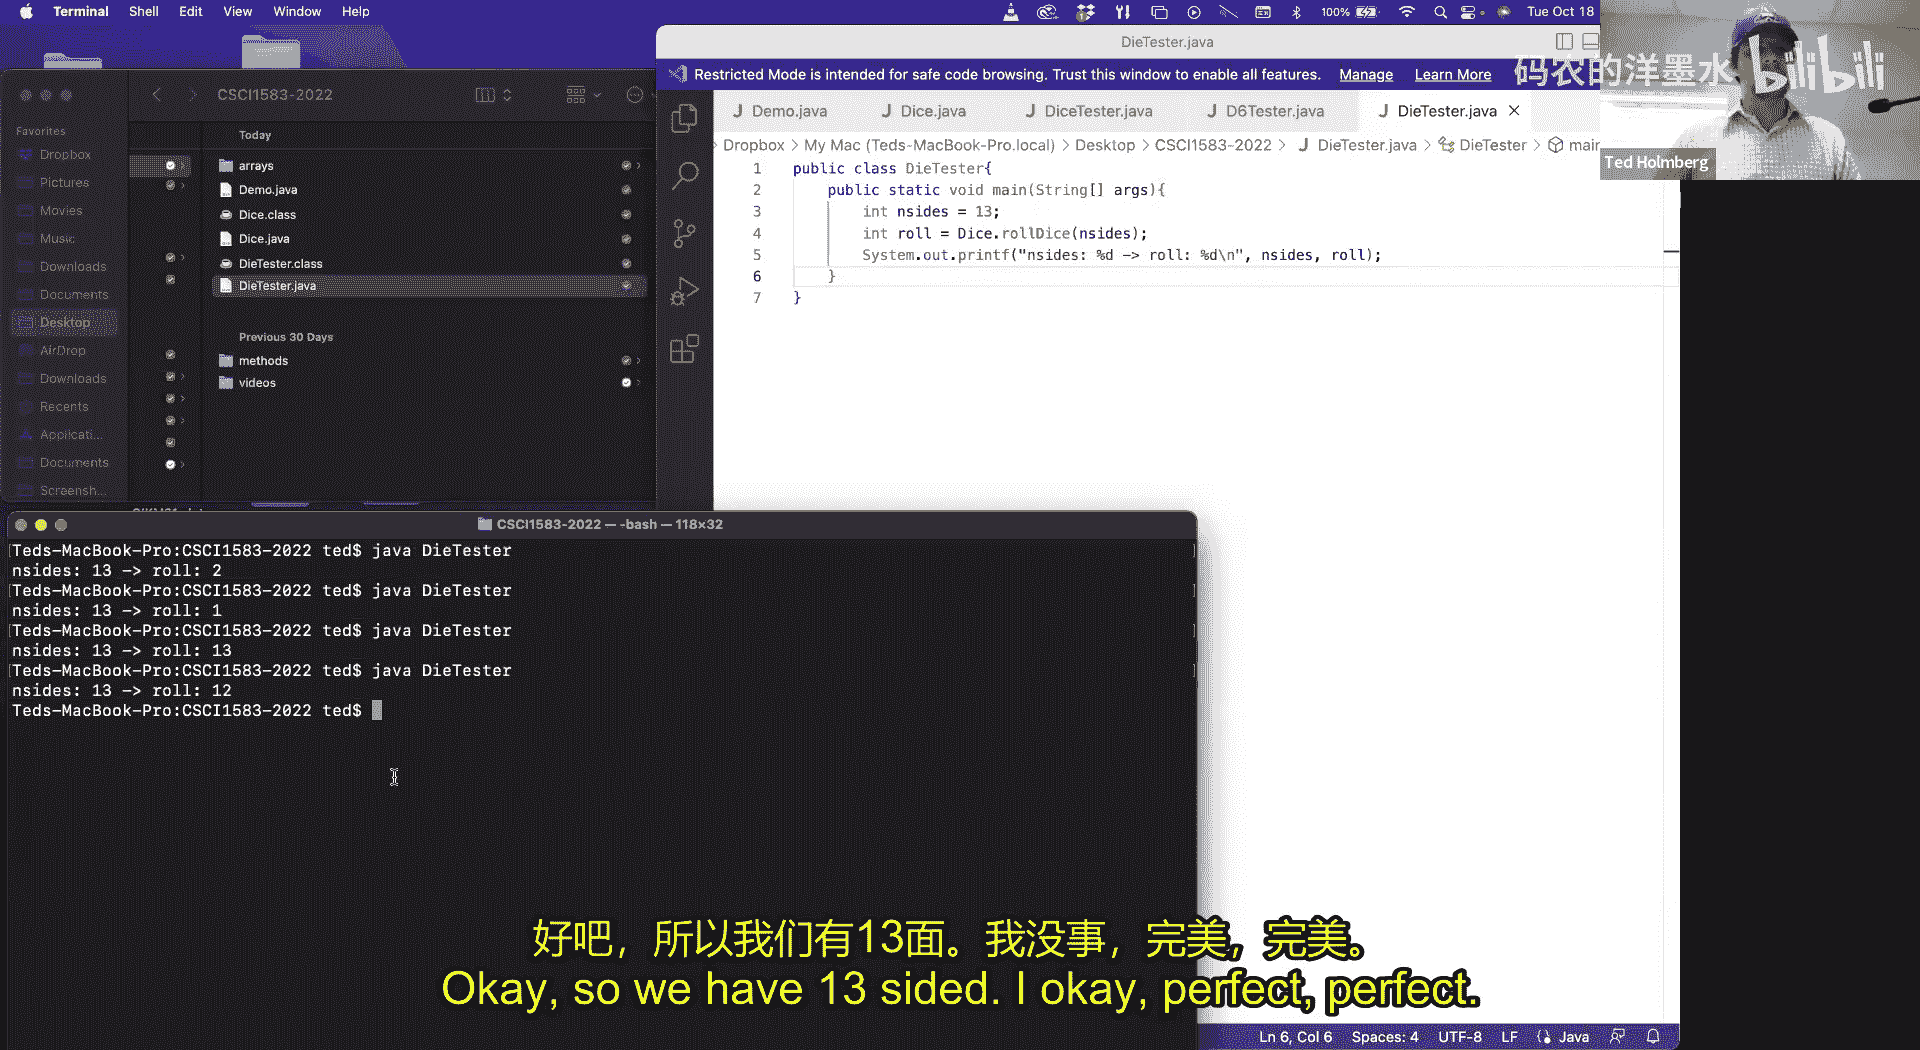 Terminal Shell Edit View Window Help
100% Tue Oct 18
DieTester.java
Restricted Mode is intended for safe code browsing. Trust this window to enable all features. Manage Learn More
码农的洋墨水 bilibili
Ted Holmberg
CSCI1583-2022
Favorites
Dropbox
Pictures
Movies
Music
Downloads
Documents
Desktop
AirDrop
Downloads
Recents
Applicati...
Documents
Screensh...
Today
arrays
Demo.java
Dice.class
Dice.java
DieTester.class
DieTester.java
Previous 30 Days
methods
videos
Demo.java Dice.java DiceTester.java D6Tester.java DieTester.java
Dropbox > My Mac (Teds-MacBook-Pro.local) > Desktop > CSCI1583-2022 > DieTester.java > DieTester > main
1 public class DieTester{
2 public static void main(String[] args){
3 int nsides = 13;
4 int roll = Dice.rollDice(nsides);
5 System.out.printf("nsides: %d -> roll: %d\n", nsides, roll);
6 }
7 }
CSCI1583-2022 — -bash — 118×32
Teds-MacBook-Pro:CSCI1583-2022 ted$ java DieTester
nsides: 13 -> roll: 2
Teds-MacBook-Pro:CSCI1583-2022 ted$ java DieTester
nsides: 13 -> roll: 1
Teds-MacBook-Pro:CSCI1583-2022 ted$ java DieTester
nsides: 13 -> roll: 13
Teds-MacBook-Pro:CSCI1583-2022 ted$ java DieTester
nsides: 13 -> roll: 12
Teds-MacBook-Pro:CSCI1583-2022 ted$
好吧，所以我们有13面。我没事，完美，完美。
Okay, so we have 13 sided. I okay, perfect, perfect.
Ln 6, Col 6 Spaces: 4 UTF-8 LF Java